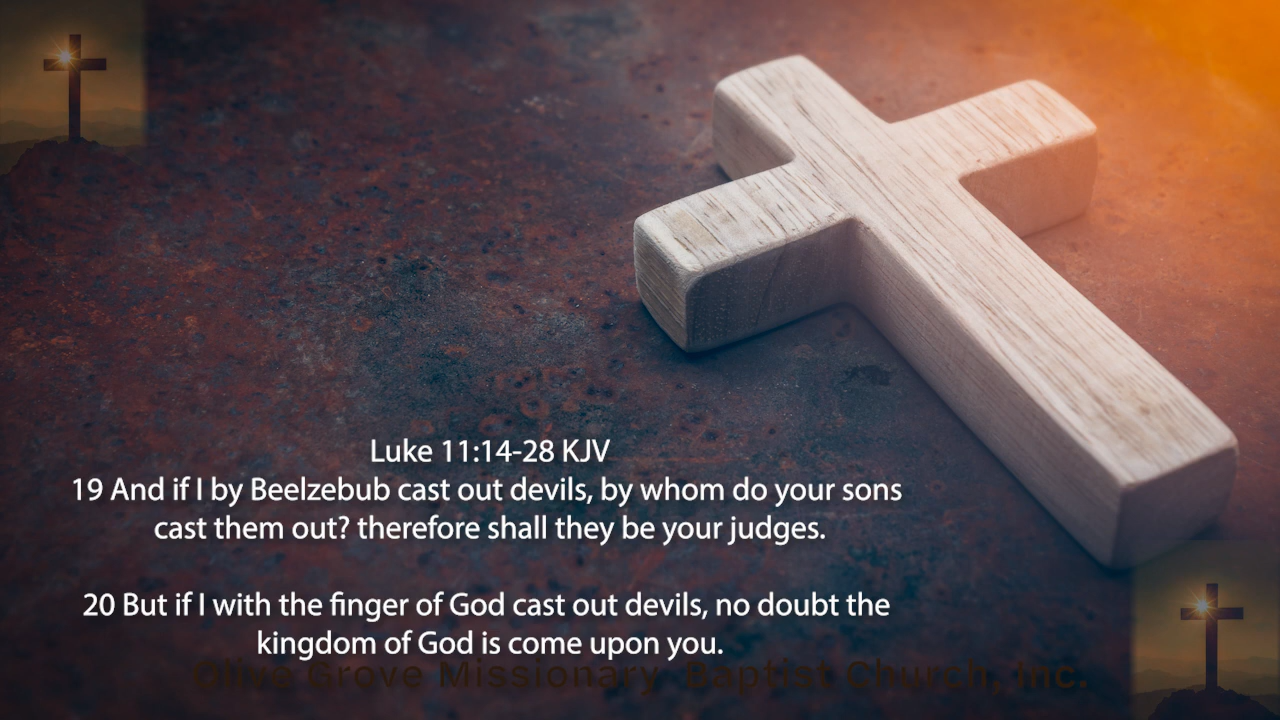 Luke 11:14-28 KJV
19 And if I by Beelzebub cast out devils, by whom do your sons
cast them out? therefore shall they be your judges.
20 But if I with the finger of God cast out devils, no doubt the
kingdom of God is come upon you.
Olive Grove Missionary Baptist Church, Inc.